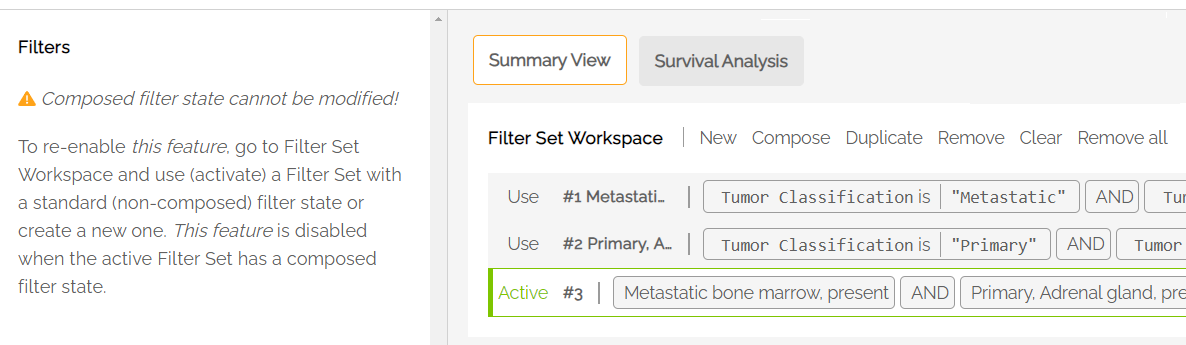 Filters
Composed filter state cannot be modified!
To re-enable this feature, go to Filter Set
Workspace and use (activate) a Filter Set with
a standard (non-composed) filter state or
create a new one. This feature is disabled
when the active Filter Set has a composed
filter state.
Summary View Survival Analysis
Filter Set Workspace | New Compose Duplicate Remove Clear Remove all
Use #1 Metastati... | Tumor Classification is | "Metastatic" AND Tu
Use #2 Primary, A... | Tumor Classification is | "Primary" AND Tumor
Active #3 | Metastatic bone marrow, present AND Primary, Adrenal gland, pre